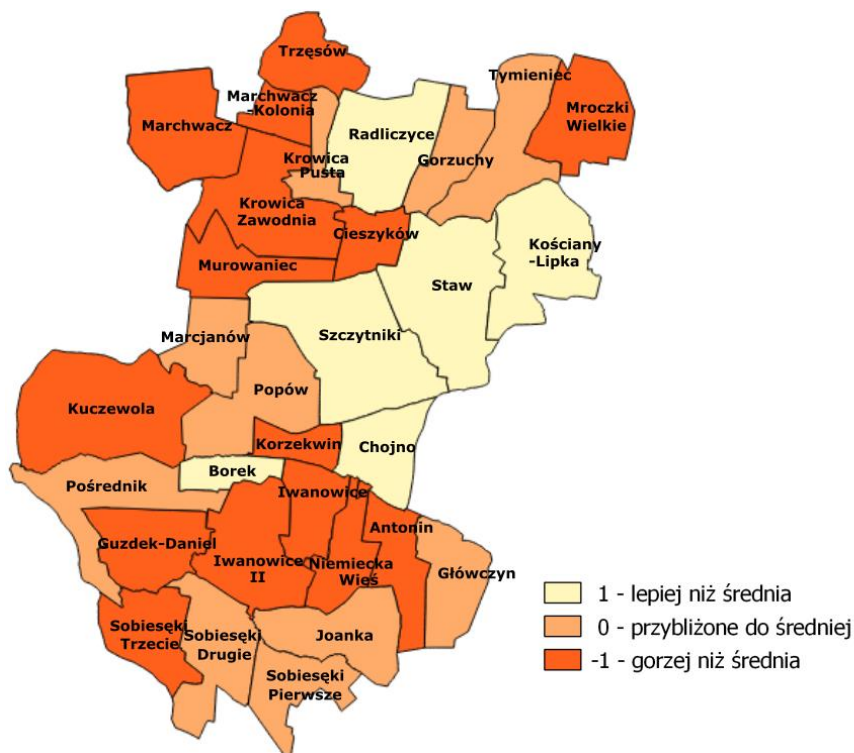 Trzęsów
Tymieniec
Marchwacz
-Kolonia
Mroczki
Wielkie
Marchwacz
Radliczyce
Krowica
Pusta
Gorzuchy
Krowica
Zawodnia
Cieszyków
Kościany
-Lipka
Murowaniec
Staw
Marcjanów
Szczytniki
Popów
Kuczewola
Korzekwin
Chojno
Borek
Pośrednik
Iwanowice
Antonin
Guzdek-Daniel
Iwanowice
II
Niemiecka
Wieś
Główczyn
Sobiesęki
Trzecie
Sobiesęki
Drugie
Joanka
Sobiesęki
Pierwsze
1 - lepiej niż średnia
0 - przybliżone do średniej
-1 - gorzej niż średnia